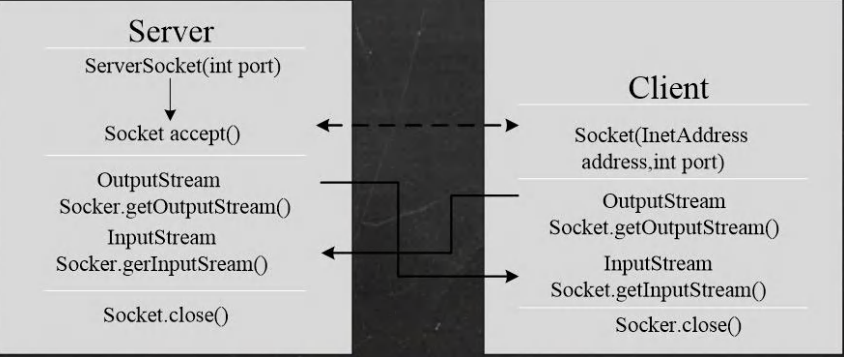 Server
ServerSocket(int port)
Socket accept()
OutputStream
Socker.getOutputStream()
InputStream
Socker.gerInputSream()
Socket.close()
Client
Socket(InetAddress
address,int port)
OutputStream
Socket.getOutputStream()
InputStream
Socket.getInputStream()
Socker.close()